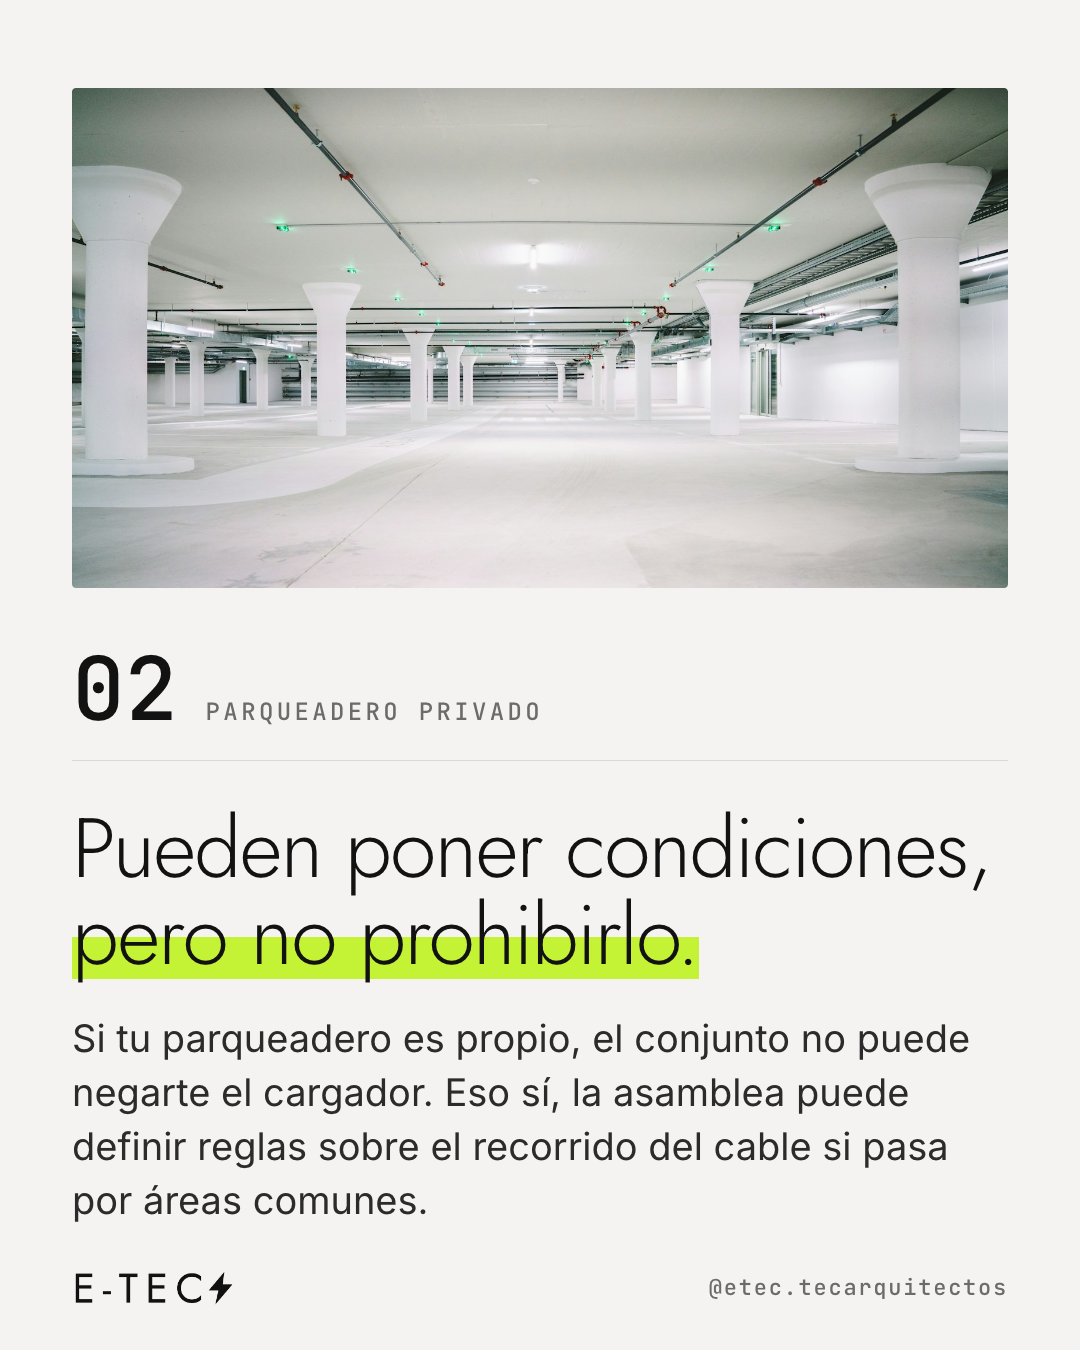 02 PARQUEADERO PRIVADO
Pueden poner condiciones,
pero no prohibirlo.
Si tu parqueadero es propio, el conjunto no puede
negarte el cargador. Eso sí, la asamblea puede
definir reglas sobre el recorrido del cable si pasa
por áreas comunes.
E-TEC
@etec.tecarquitectos